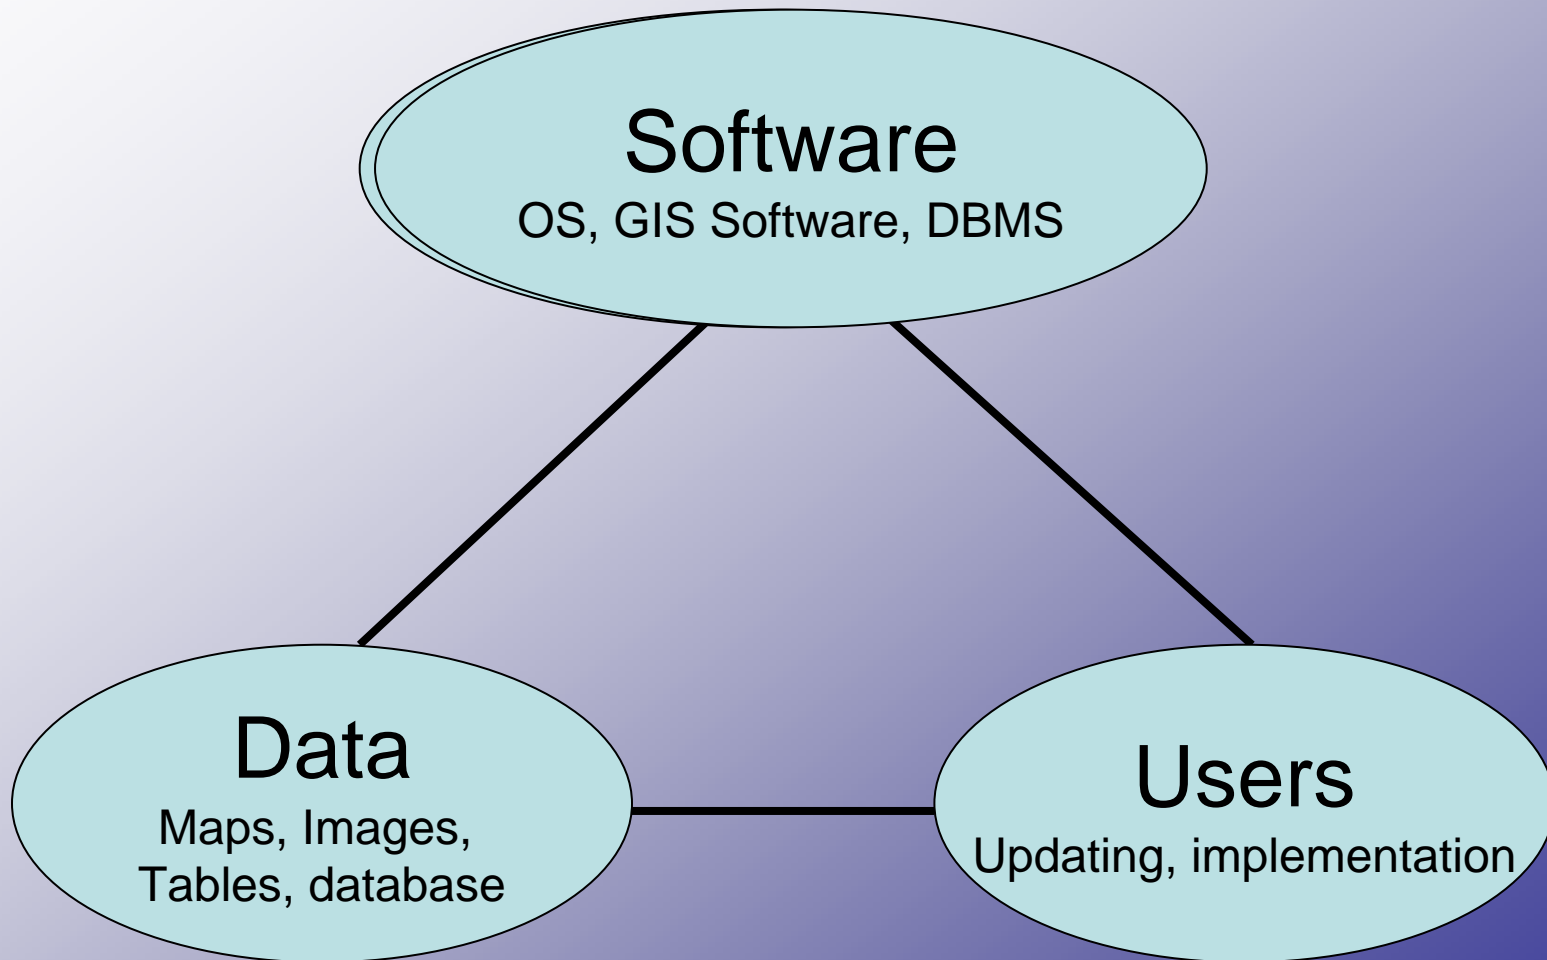 Software
OS, GIS Software, DBMS
Data
Maps, Images,
Tables, database
Users
Updating, implementation